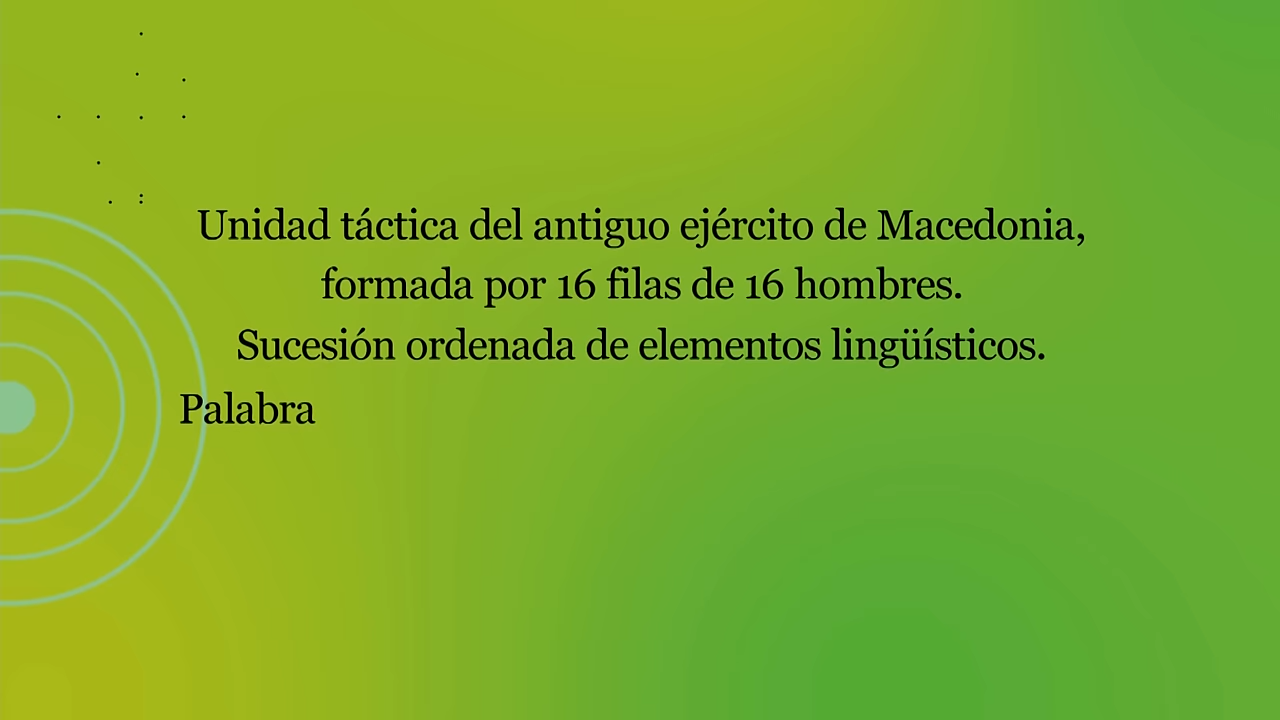 Unidad táctica del antiguo ejército de Macedonia,
formada por 16 filas de 16 hombres.
Sucesión ordenada de elementos lingüísticos.
Palabra